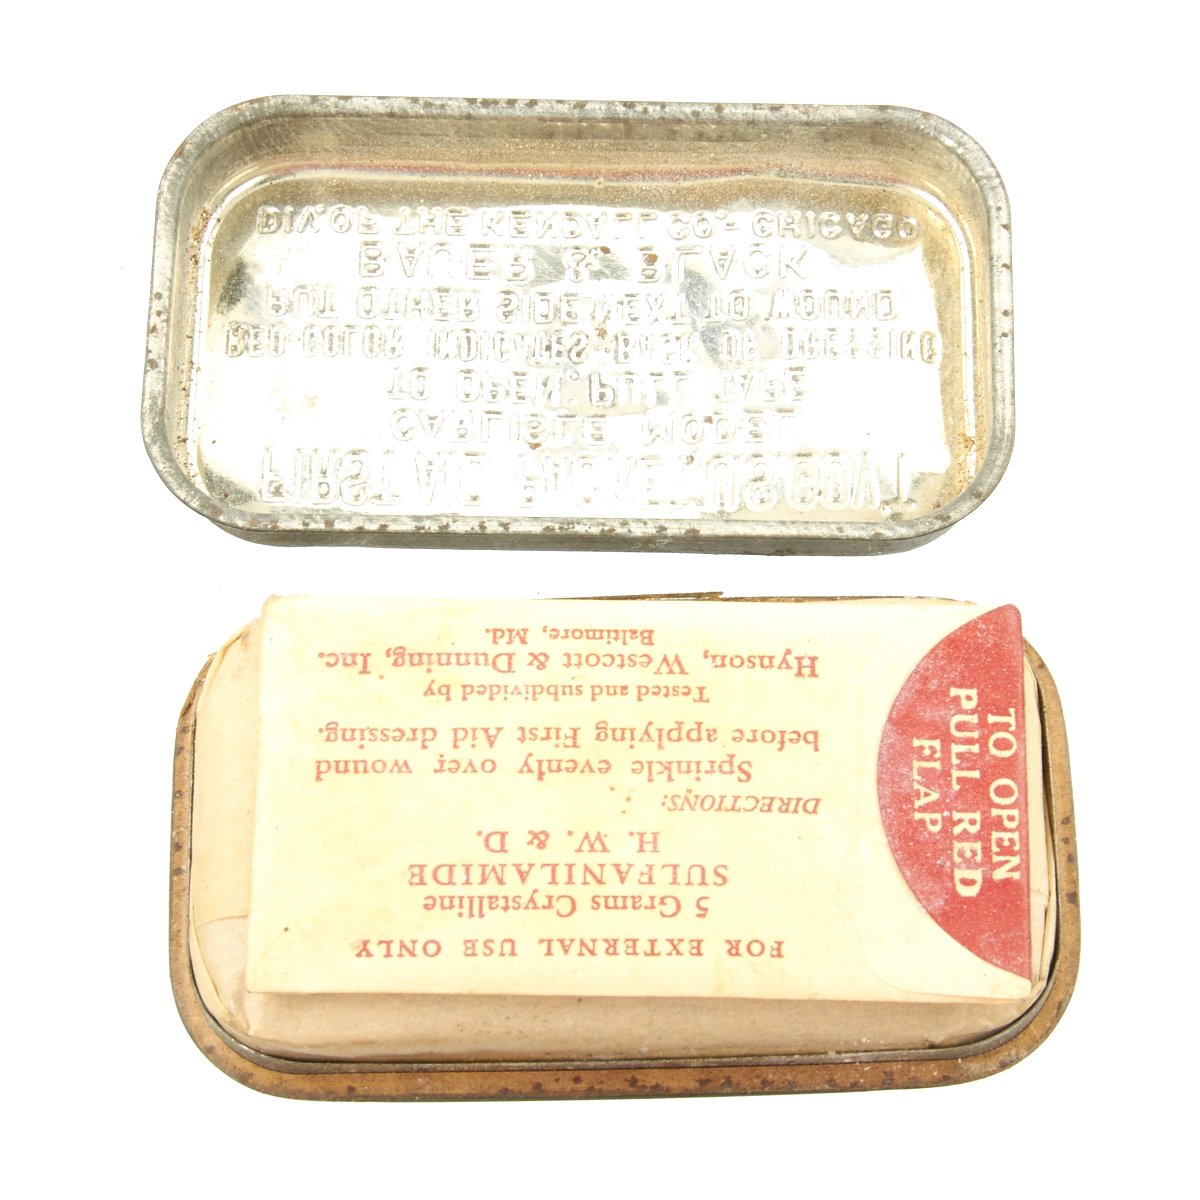 FIRST AID PACKET U.S. GOVT.
CARLISLE MODEL
TO OPEN, PULL TAPE
RED COLOR INDICATES BACK OF DRESSING
PUT OTHER SIDE NEXT TO WOUND
BAUER & BLACK
DIV. OF THE KENDALL CO.- CHICAGO
FOR EXTERNAL USE ONLY
5 Grams Crystalline
SULFANILAMIDE
H. W. & D.
DIRECTIONS:
Sprinkle evenly over wound
before applying First Aid dressing.
Tested and subdivided by
Hynson, Westcott & Dunning, Inc.
Baltimore, Md.
TO OPEN
PULL RED
FLAP